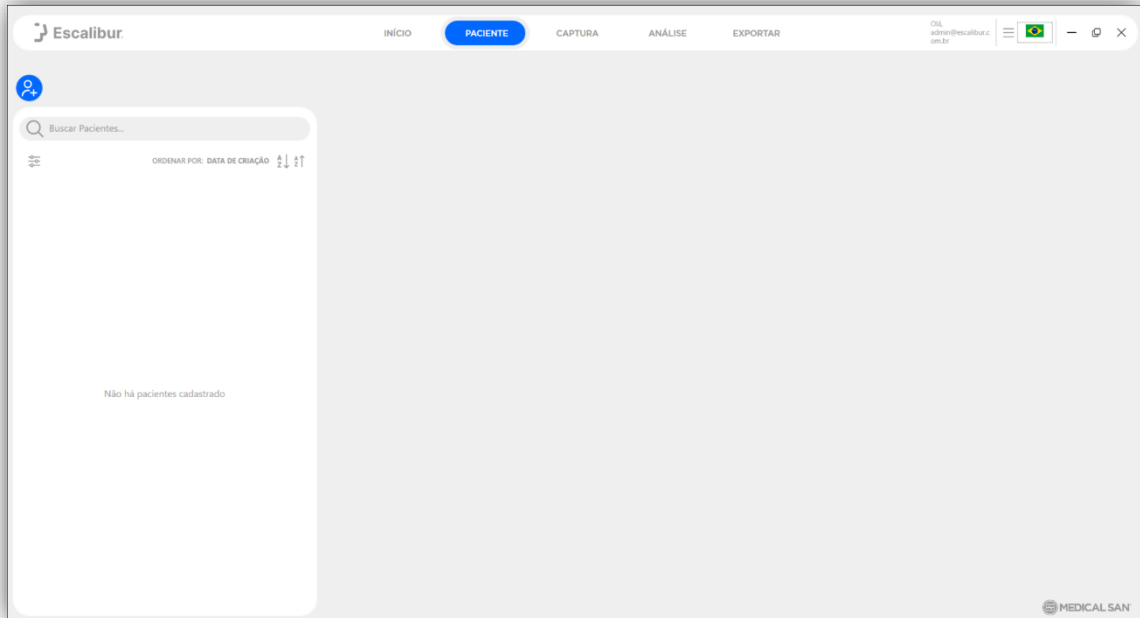 Escalibur
INÍCIO
PACIENTE
CAPTURA
ANÁLISE
EXPORTAR
Olá,
admin@escalibur.c
om.br
Buscar Pacientes...
ORDENAR POR: DATA DE CRIAÇÃO
Não há pacientes cadastrado
MEDICAL SAN